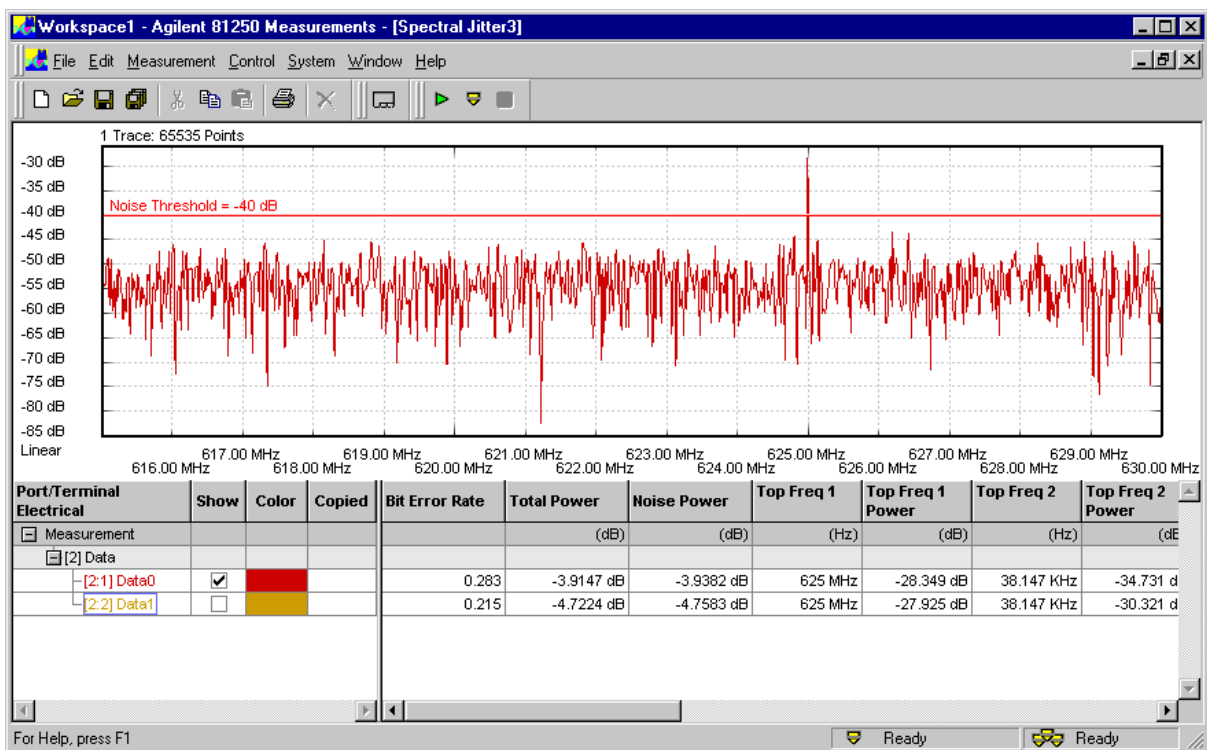 Workspace1 - Agilent 81250 Measurements - [Spectral Jitter3]
File Edit Measurement Control System Window Help
1 Trace: 65535 Points
-30 dB
-35 dB
-40 dB
-45 dB
-50 dB
-55 dB
-60 dB
-65 dB
-70 dB
-75 dB
-80 dB
-85 dB
Noise Threshold = -40 dB
Linear
617.00 MHz 619.00 MHz 621.00 MHz 623.00 MHz 625.00 MHz 627.00 MHz 629.00 MHz
616.00 MHz 618.00 MHz 620.00 MHz 622.00 MHz 624.00 MHz 626.00 MHz 628.00 MHz 630.00 MHz
Port/Terminal Electrical Show Color Copied Bit Error Rate Total Power Noise Power Top Freq 1 Top Freq 1 Power Top Freq 2 Top Freq 2 Power
Measurement (dB) (dB) (Hz) (dB) (Hz) (dE
[2] Data
[2:1] Data0 0.283 -3.9147 dB -3.9382 dB 625 MHz -28.349 dB 38.147 KHz -34.731 d
[2:2] Data1 0.215 -4.7224 dB -4.7583 dB 625 MHz -27.925 dB 38.147 KHz -30.321 d
For Help, press F1 Ready Ready